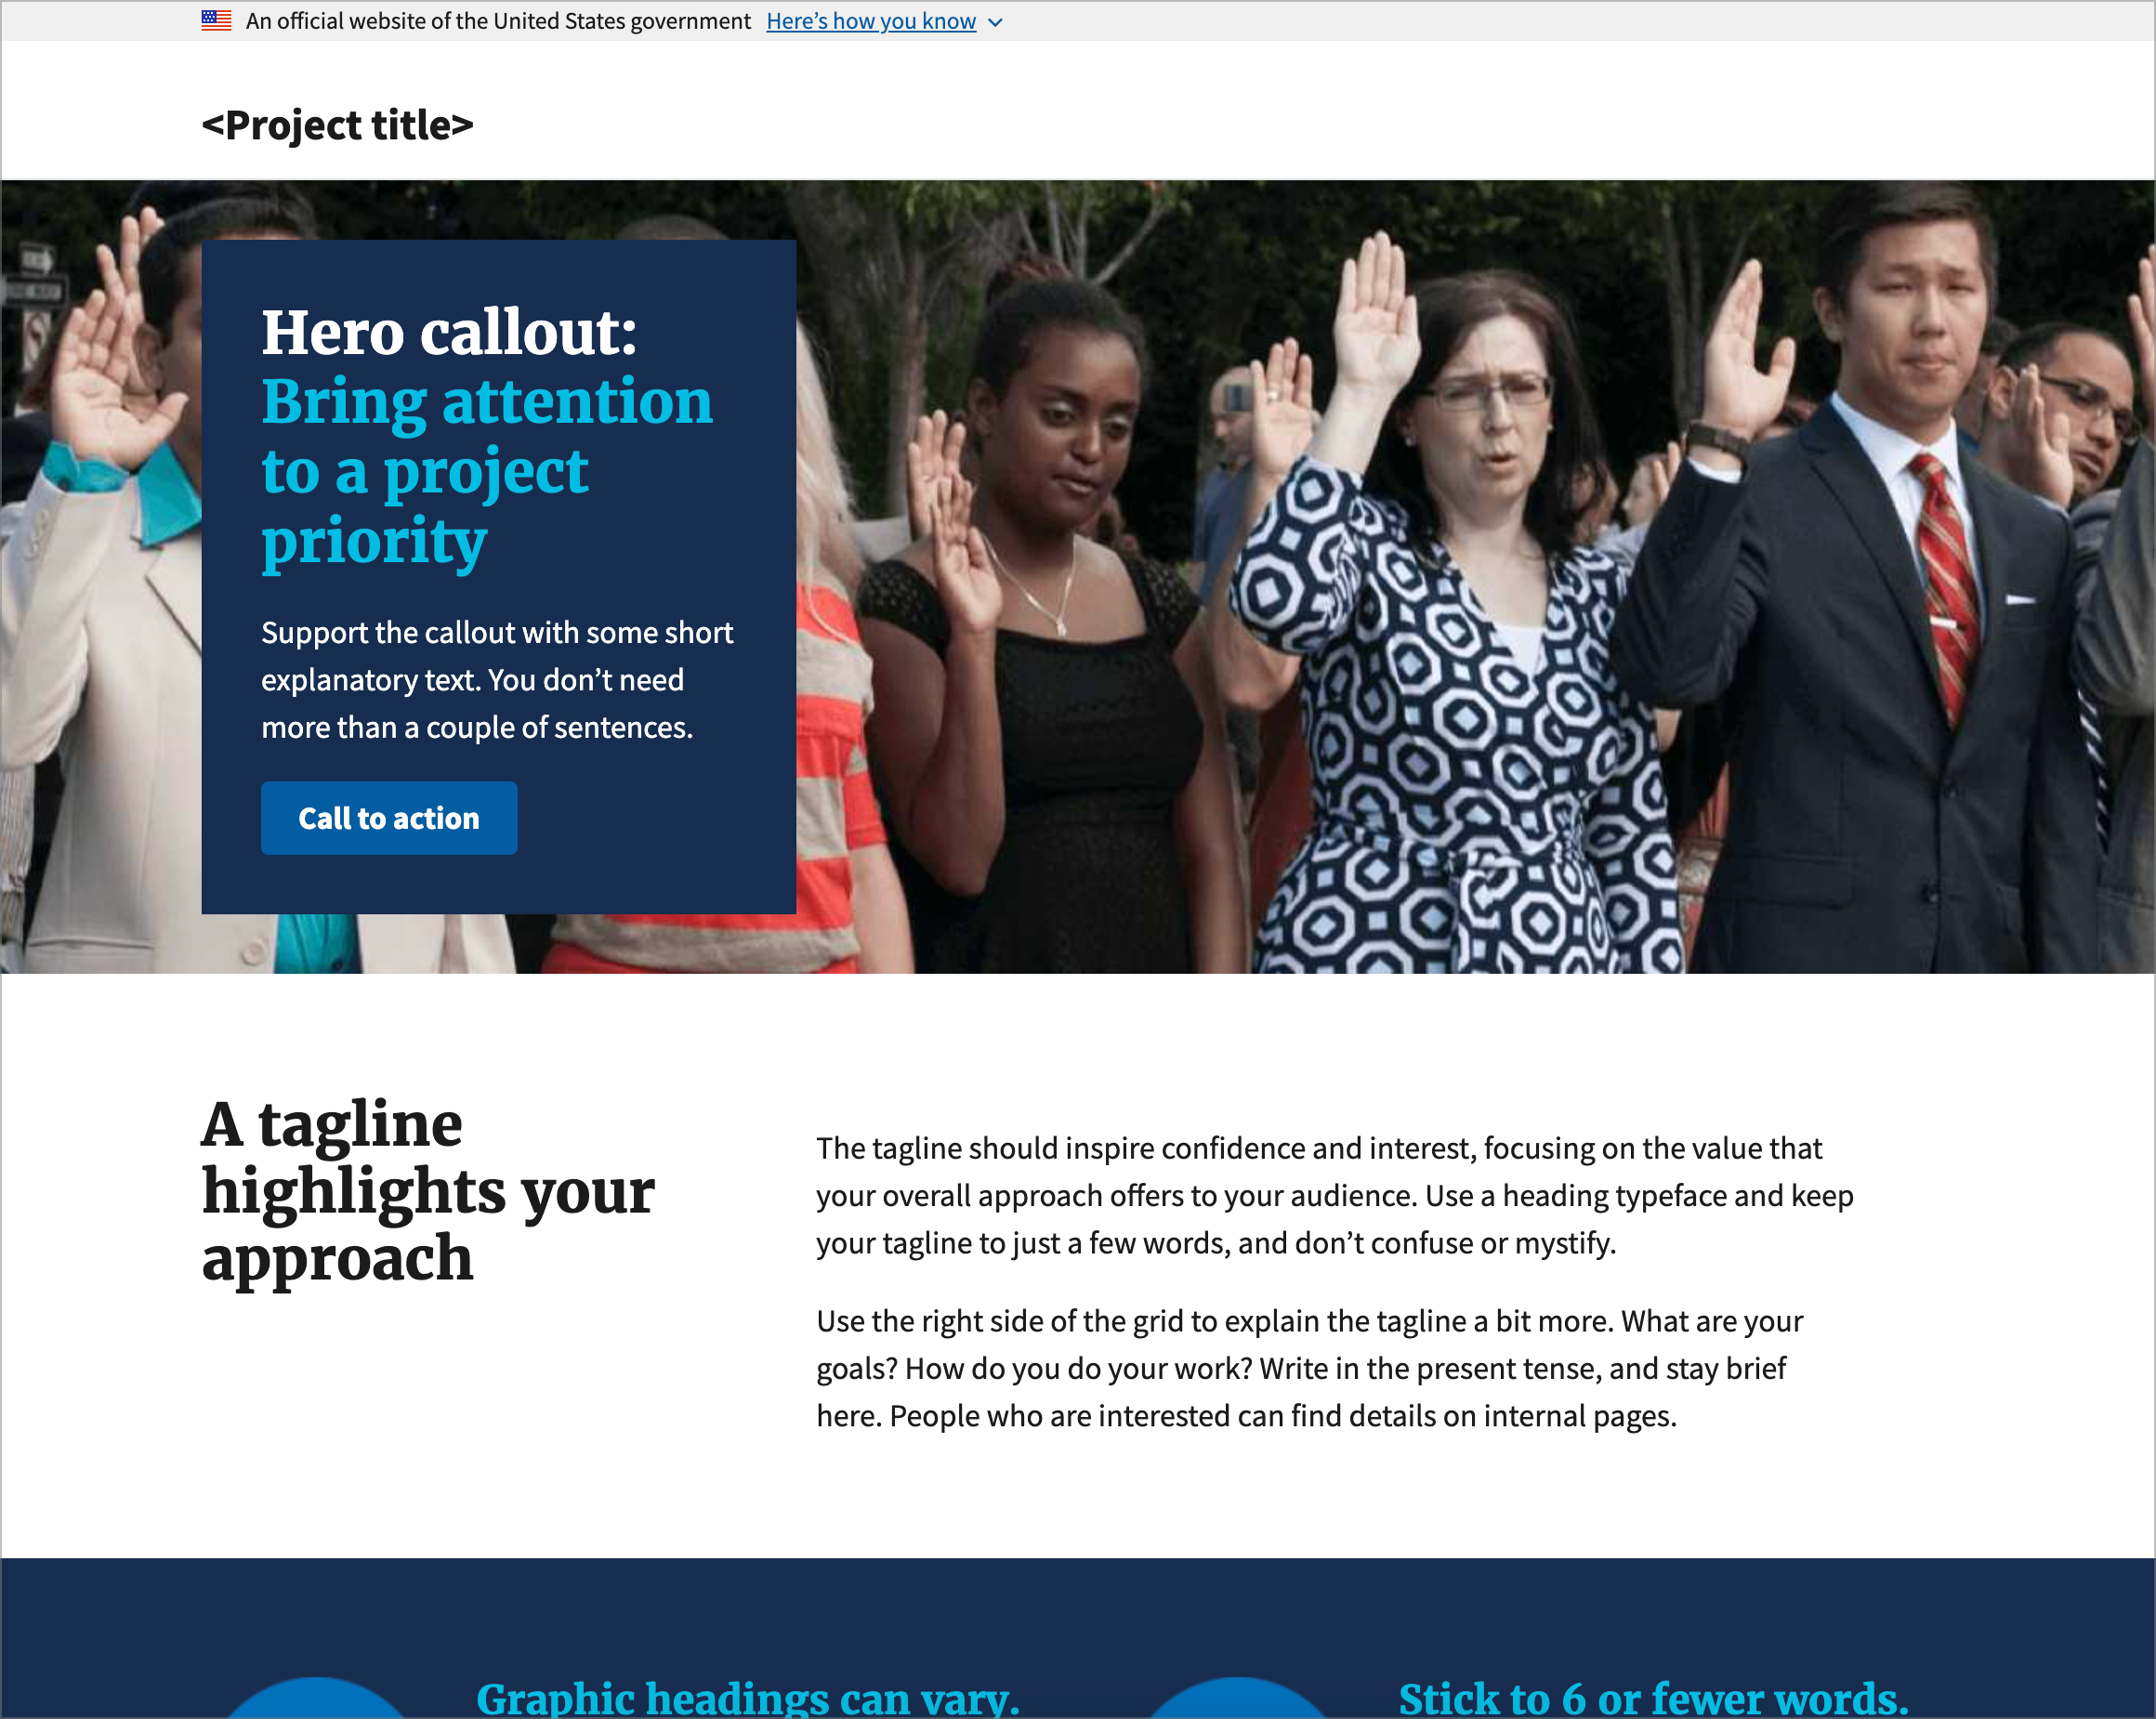 An official website of the United States government Here’s how you know
<Project title>
Hero callout:
Bring attention
to a project
priority
Support the callout with some short
explanatory text. You don’t need
more than a couple of sentences.
Call to action
A tagline
highlights your
approach
The tagline should inspire confidence and interest, focusing on the value that
your overall approach offers to your audience. Use a heading typeface and keep
your tagline to just a few words, and don’t confuse or mystify.
Use the right side of the grid to explain the tagline a bit more. What are your
goals? How do you do your work? Write in the present tense, and stay brief
here. People who are interested can find details on internal pages.
Graphic headings can vary.
Stick to 6 or fewer words.